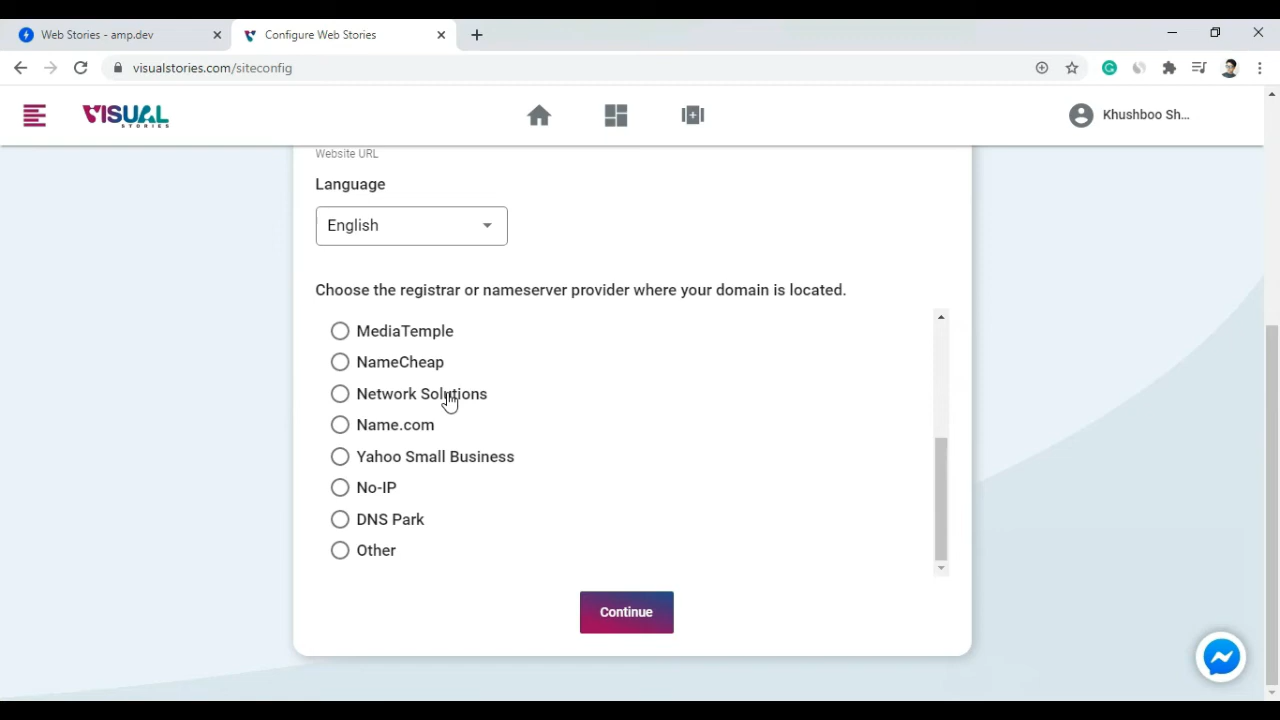 Web Stories - amp.dev
Configure Web Stories
visualstories.com/siteconfig
VISUAL
STORIES
Khushboo Sh...
Website URL
Language
English
Choose the registrar or nameserver provider where your domain is located.
MediaTemple
NameCheap
Network Solutions
Name.com
Yahoo Small Business
No-IP
DNS Park
Other
Continue